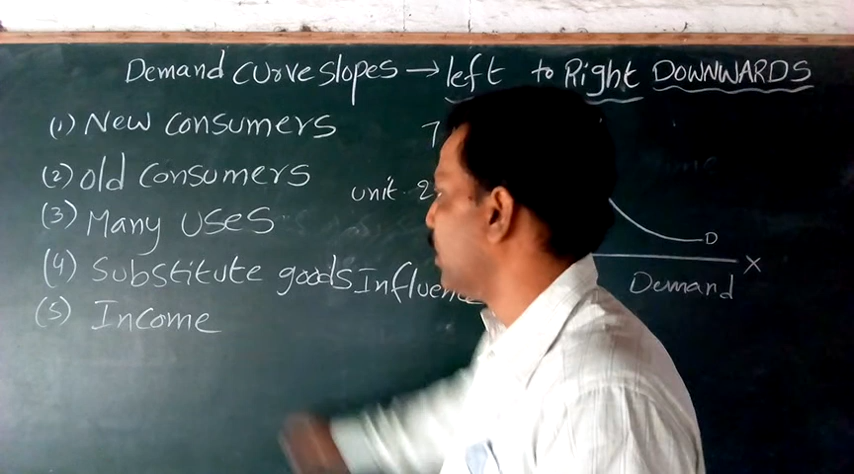 Demand curve slopes → left to Right DOWNWARDS
(1) New consumers
(2) old consumers
(3) Many uses
(4) Substitute goods Influence
(5) Income
7
unit 2
D
X
Demand